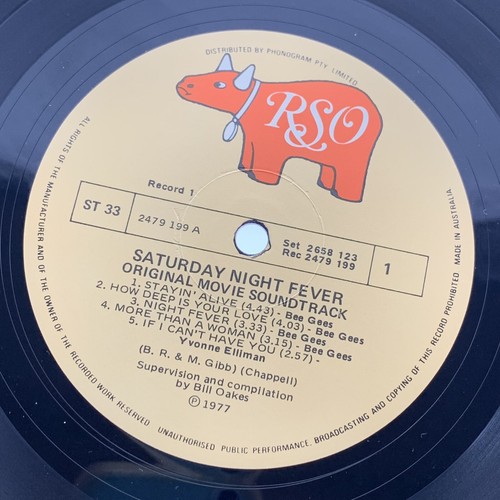 DISTRIBUTED BY PHONOGRAM PTY. LIMITED
RSO
Record 1
ST 33
2479 199 A
Set 2658 123
Rec 2479 199
1
SATURDAY NIGHT FEVER
ORIGINAL MOVIE SOUNDTRACK
1. STAYIN' ALIVE (4.43) - Bee Gees
2. HOW DEEP IS YOUR LOVE (4.03) - Bee Gees
3. NIGHT FEVER (3.33) - Bee Gees
4. MORE THAN A WOMAN (3.15) - Bee Gees
5. IF I CAN'T HAVE YOU (2.57) -
Yvonne Elliman
(B. R. & M. Gibb) (Chappell)
Supervision and compilation
by Bill Oakes
Ⓟ 1977
ALL RIGHTS OF THE MANUFACTURER AND OF THE OWNER OF THE RECORDED WORK RESERVED
UNAUTHORISED PUBLIC PERFORMANCE, BROADCASTING AND COPYING OF THIS RECORD PROHIBITED
MADE IN AUSTRALIA